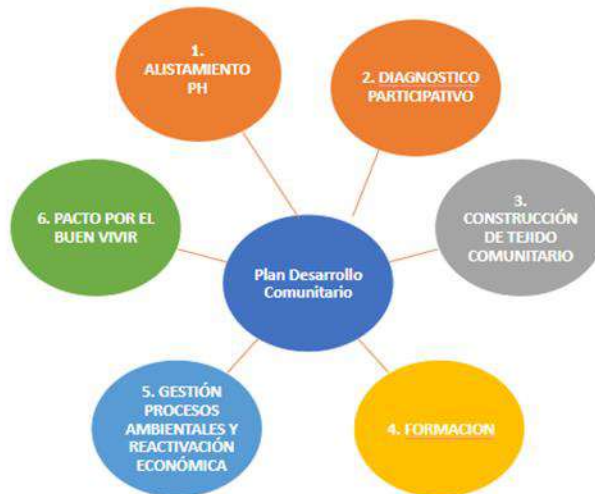 1.
ALISTAMIENTO
PH
2. DIAGNOSTICO
PARTICIPATIVO
3.
CONSTRUCCIÓN
DE TEJIDO
COMUNITARIO
4. FORMACION
5. GESTIÓN
PROCESOS
AMBIENTALES Y
REACTIVACIÓN
ECONÓMICA
6. PACTO POR EL
BUEN VIVIR
Plan Desarrollo
Comunitario